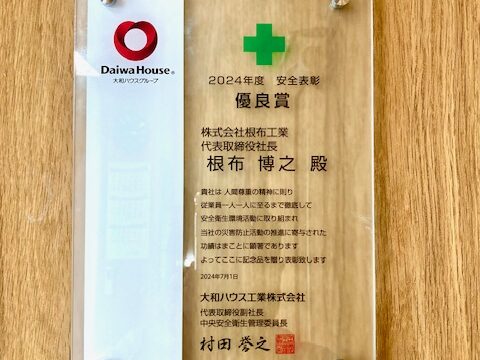 DaiwaHouse®
大和ハウスグループ
2024年度 安全表彰
優良賞
株式会社根布工業
代表取締役社長
根布 博之 殿
貴社は 人間尊重の精神に則り
従業員一人一人に至るまで徹底して
安全衛生環境活動に取り組まれ
当社の災害防止活動の推進に寄与された
功績はまことに顕著であります
よってここに記念品を贈り表彰致します
2024年7月1日
大和ハウス工業株式会社
代表取締役副社長
中央安全衛生管理委員長
村田 誉之